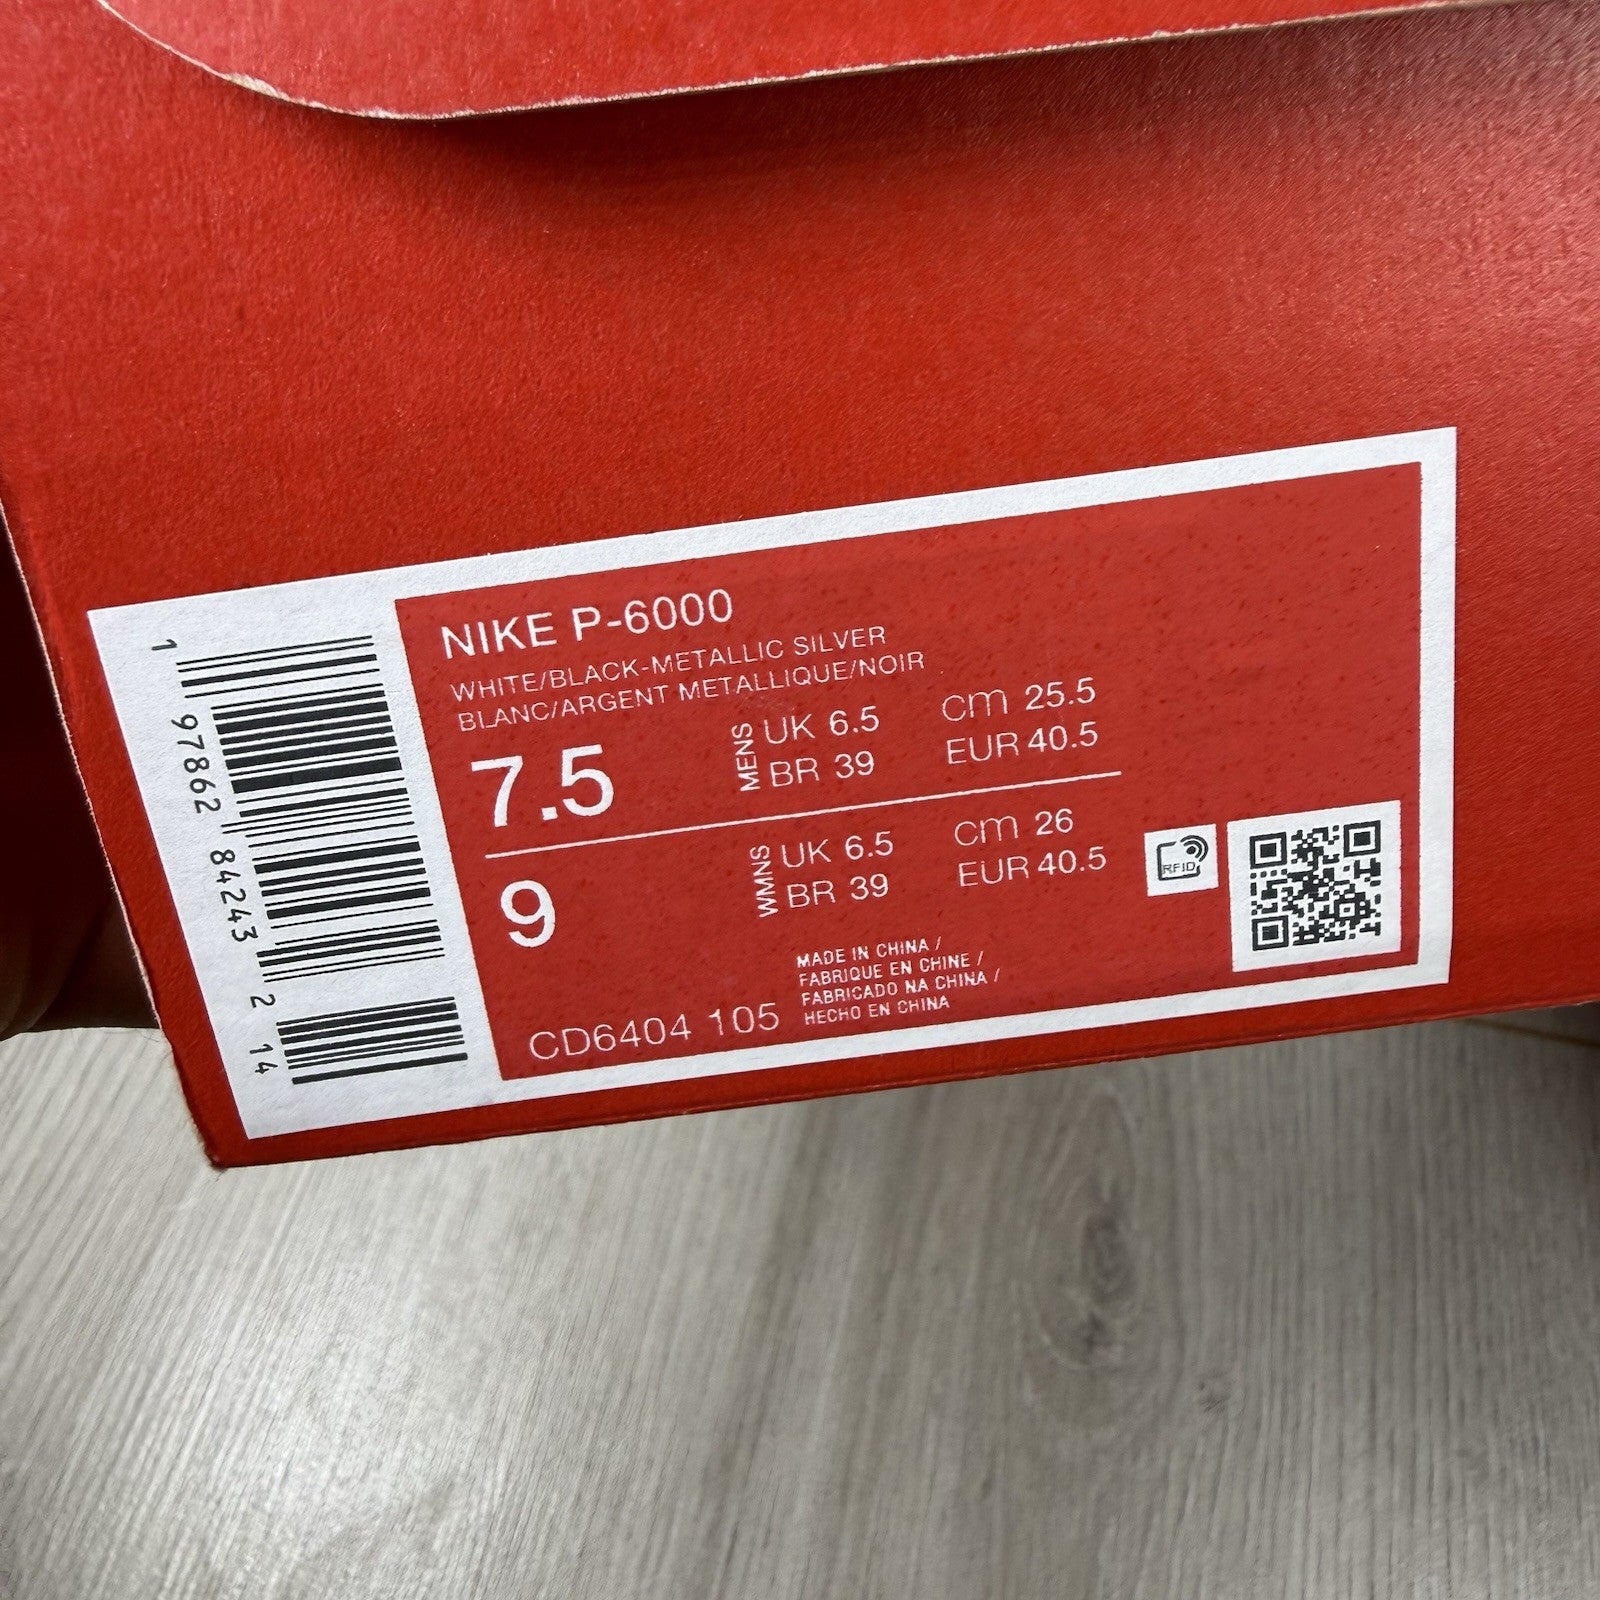 NIKE P-6000
WHITE/BLACK-METALLIC SILVER
BLANC/ARGENT METALLIQUE/NOIR
7.5
MENS
UK 6.5
BR 39
cm 25.5
EUR 40.5
9
WMNS
UK 6.5
BR 39
cm 26
EUR 40.5
RFID
CD6404 105
MADE IN CHINA /
FABRIQUE EN CHINE /
FABRICADO NA CHINA /
HECHO EN CHINA
1 97862 84243 2 14